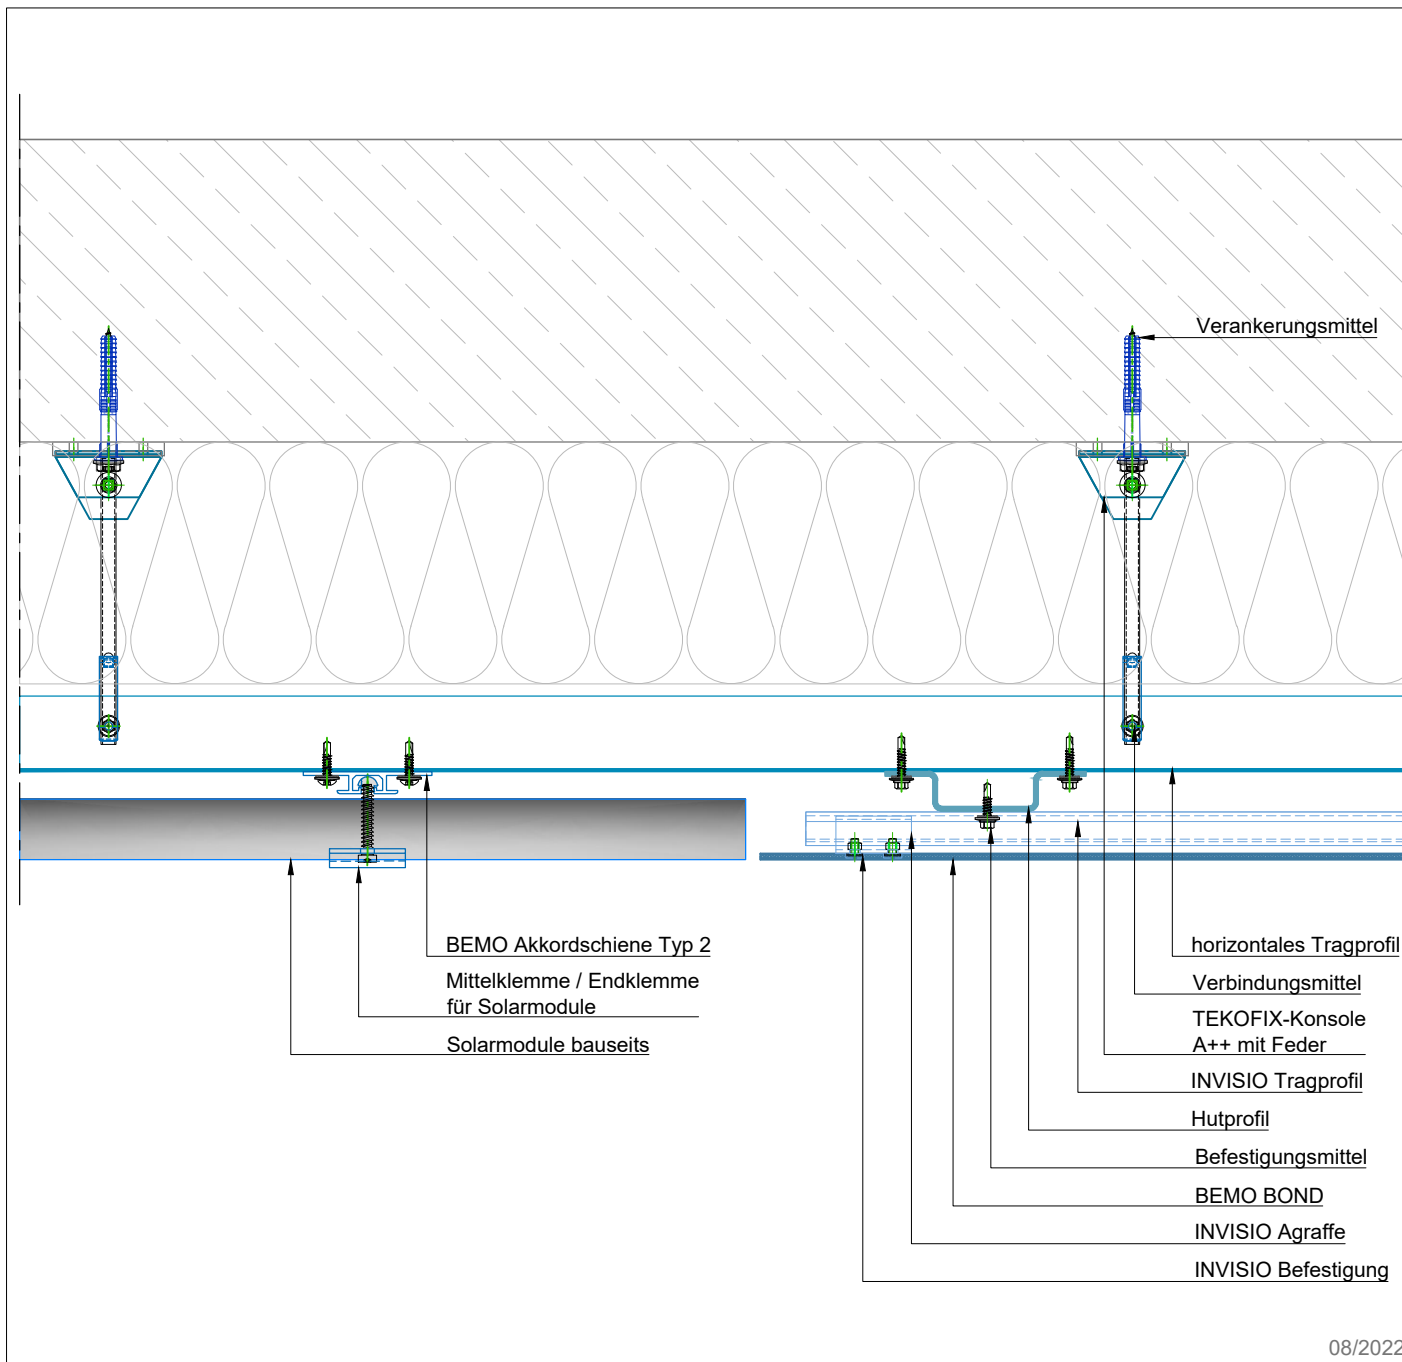 Verankerungsmittel
BEMO Akkordschiene Typ 2
Mittelklemme / Endklemme
für Solarmodule
Solarmodule bauseits
horizontales Tragprofil
Verbindungsmittel
TEKOFIX-Konsole
A++ mit Feder
INVISIO Tragprofil
Hutprofil
Befestigungsmittel
BEMO BOND
INVISIO Agraffe
INVISIO Befestigung
08/2022